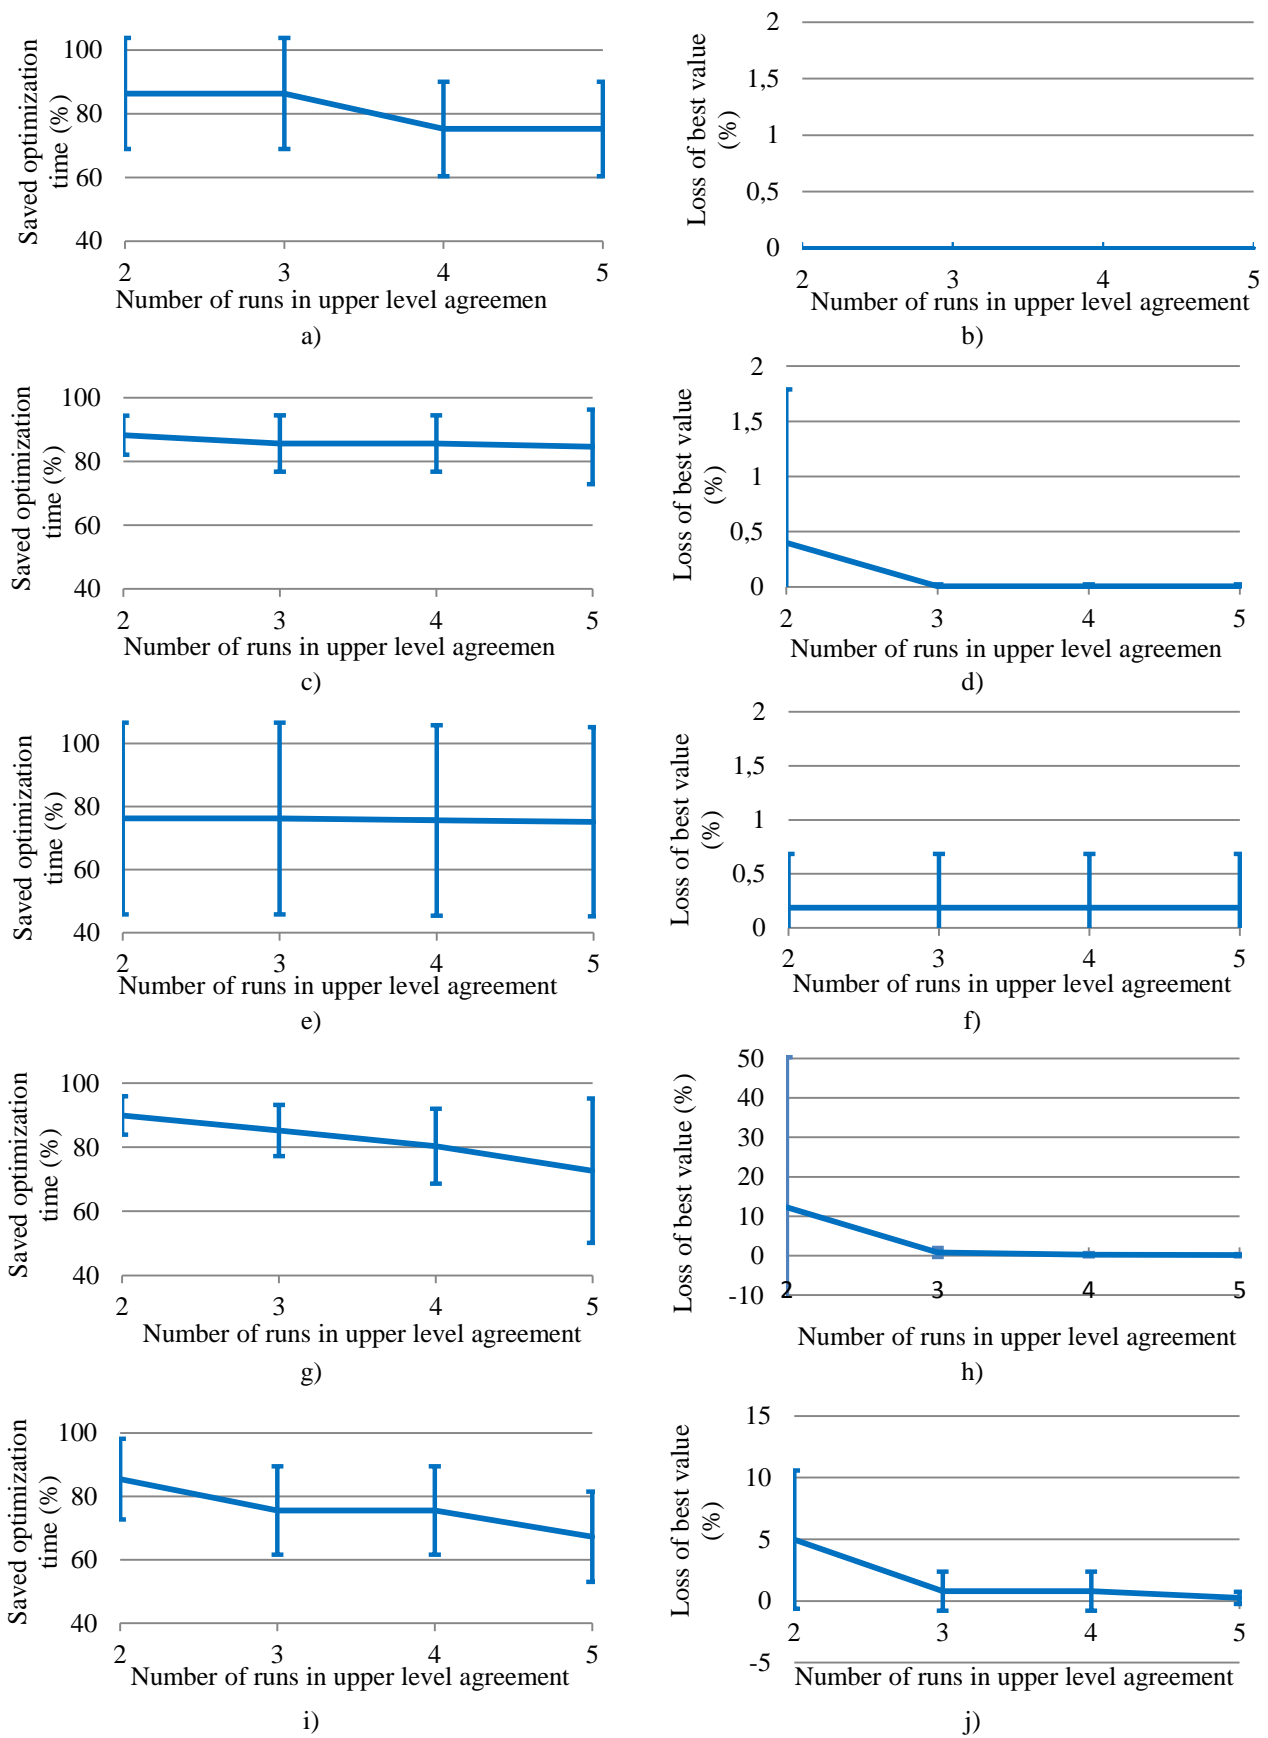 Saved optimization
time (%)
100
80
60
40
2 3 4 5
Number of runs in upper level agreemen
a)
Loss of best value
(%)
2
1,5
1
0,5
0
2 3 4 5
Number of runs in upper level agreement
b)
Saved optimization
time (%)
100
80
60
40
2 3 4 5
Number of runs in upper level agreemen
c)
Loss of best value
(%)
2
1,5
1
0,5
0
2 3 4 5
Number of runs in upper level agreemen
d)
Saved optimization
time (%)
100
80
60
40
2 3 4 5
Number of runs in upper level agreement
e)
Loss of best value
(%)
2
1,5
1
0,5
0
2 3 4 5
Number of runs in upper level agreement
f)
Saved optimization
time (%)
100
80
60
40
2 3 4 5
Number of runs in upper level agreement
g)
Loss of best value (%)
50
40
30
20
10
0
-10
2 3 4 5
Number of runs in upper level agreement
h)
Saved optimization
time (%)
100
80
60
40
2 3 4 5
Number of runs in upper level agreement
i)
Loss of best value
(%)
15
10
5
0
-5
2 3 4 5
Number of runs in upper level agreement
j)